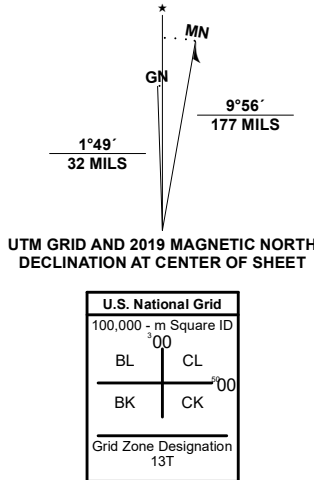 ★
MN
GN
9°56´
177 MILS
1°49´
32 MILS
UTM GRID AND 2019 MAGNETIC NORTH
DECLINATION AT CENTER OF SHEET
U.S. National Grid
100,000 - m Square ID
³00
BL CL
⁵⁰00
BK CK
Grid Zone Designation
13T